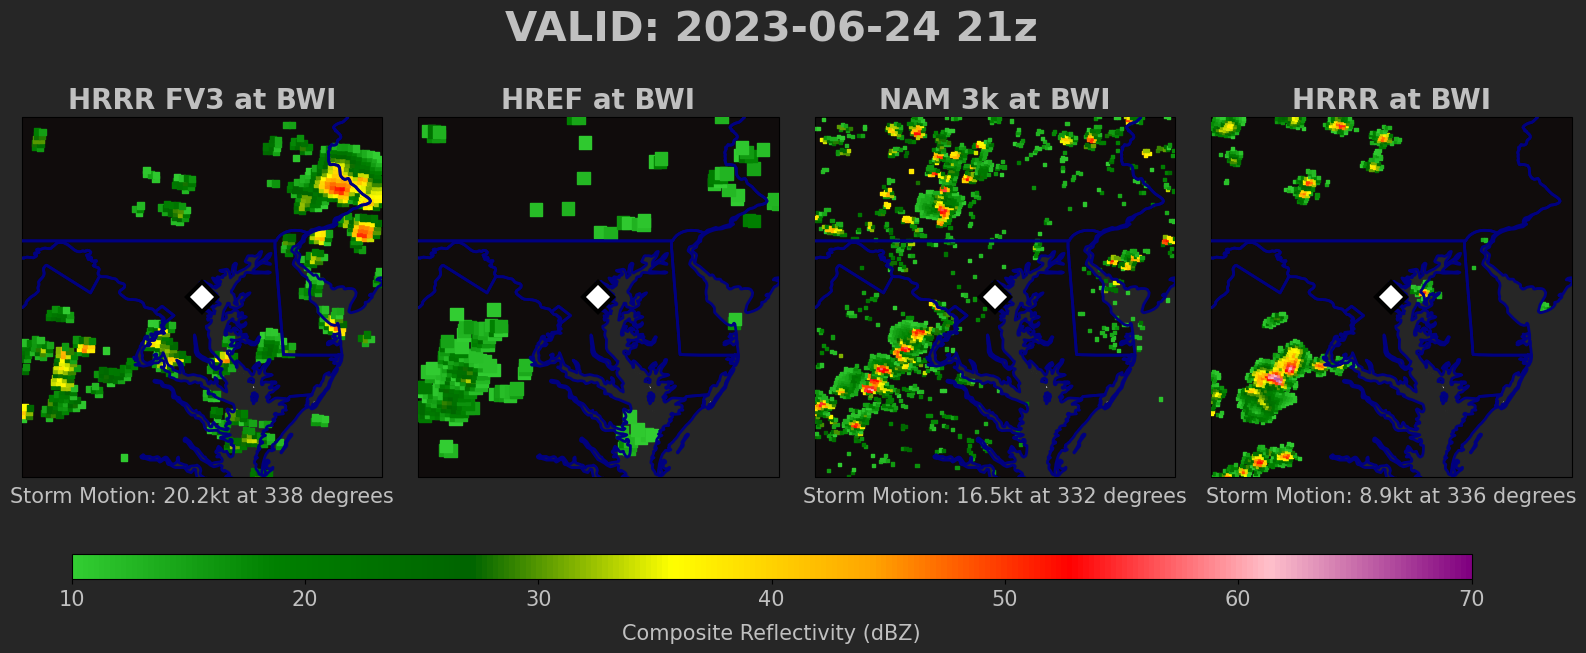 VALID: 2023-06-24 21z
HRRR FV3 at BWI
HREF at BWI
NAM 3k at BWI
HRRR at BWI
Storm Motion: 20.2kt at 338 degrees
Storm Motion: 16.5kt at 332 degrees
Storm Motion: 8.9kt at 336 degrees
10 20 30 40 50 60 70
Composite Reflectivity (dBZ)